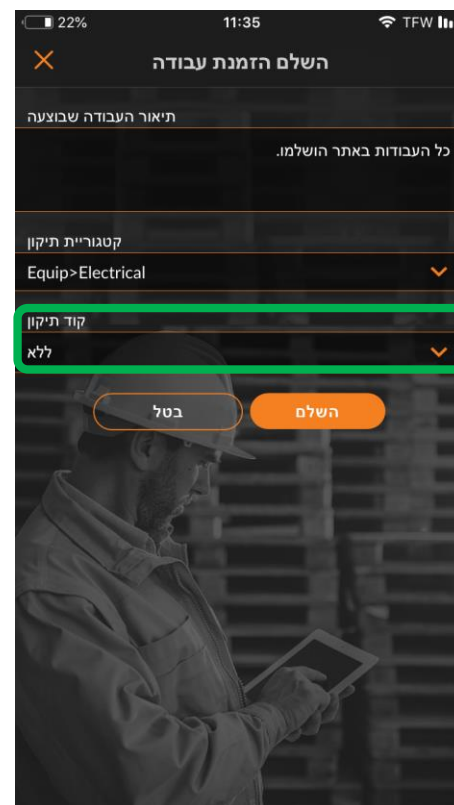 22% 11:35 TFW
השלם הזמנת עבודה
תיאור העבודה שבוצעה
כל העבודות באתר הושלמו.
קטגוריית תיקון
Equip>Electrical
קוד תיקון
ללא
השלם בטל